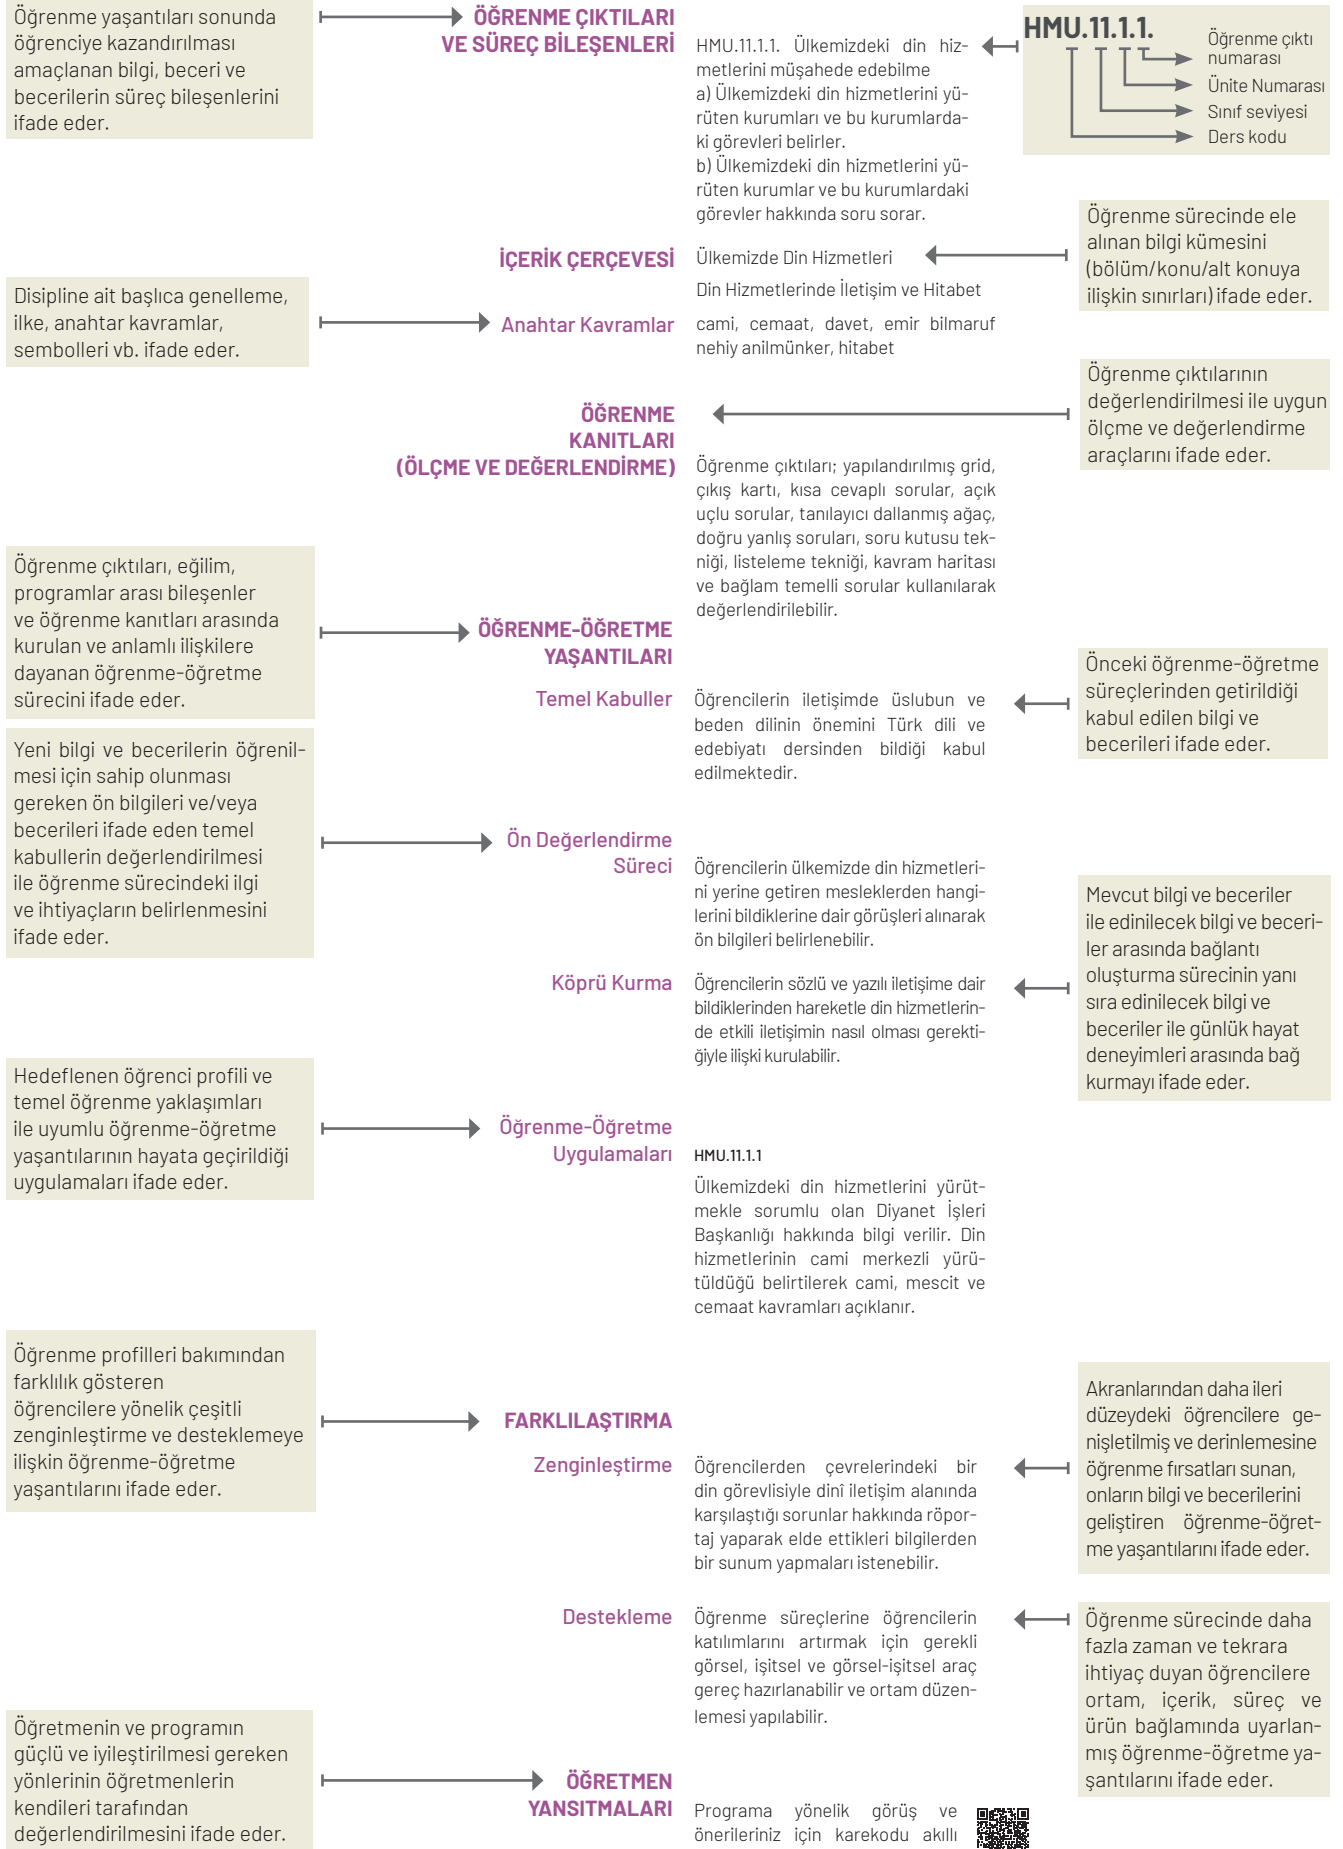 Öğrenme yaşantıları sonunda
öğrenciye kazandırılması
amaçlanan bilgi, beceri ve
becerilerin süreç bileşenlerini
ifade eder.
ÖĞRENME ÇIKTILARI
VE SÜREÇ BİLEŞENLERİ
HMU.11.1.1. Ülkemizdeki din hiz-
metlerini müşahede edebilme
a) Ülkemizdeki din hizmetlerini yü-
rüten kurumları ve bu kurumlarda-
ki görevleri belirler.
b) Ülkemizdeki din hizmetlerini yü-
rüten kurumlar ve bu kurumlardaki
görevler hakkında soru sorar.
HMU.11.1.1.
Öğrenme çıktı
numarası
Ünite Numarası
Sınıf seviyesi
Ders kodu
İÇERİK ÇERÇEVESİ
Ülkemizde Din Hizmetleri
Din Hizmetlerinde İletişim ve Hitabet
Öğrenme sürecinde ele
alınan bilgi kümesini
(bölüm/konu/alt konuya
ilişkin sınırları) ifade eder.
Disipline ait başlıca genelleme,
ilke, anahtar kavramlar,
sembolleri vb. ifade eder.
Anahtar Kavramlar
cami, cemaat, davet, emir bilmaruf
nehiy anilmünker, hitabet
ÖĞRENME
KANITLARI
(ÖLÇME VE DEĞERLENDİRME)
Öğrenme çıktıları; yapılandırılmış grid,
çıkış kartı, kısa cevaplı sorular, açık
uçlu sorular, tanılayıcı dallanmış ağaç,
doğru yanlış soruları, soru kutusu tek-
niği, listeleme tekniği, kavram haritası
ve bağlam temelli sorular kullanılarak
değerlendirilebilir.
Öğrenme çıktılarının
değerlendirilmesi ile uygun
ölçme ve değerlendirme
araçlarını ifade eder.
Öğrenme çıktıları, eğilim,
programlar arası bileşenler
ve öğrenme kanıtları arasında
kurulan ve anlamlı ilişkilere
dayanan öğrenme-öğretme
sürecini ifade eder.
ÖĞRENME-ÖĞRETME
YAŞANTILARI
Temel Kabuller
Öğrencilerin iletişimde üslubun ve
beden dilinin önemini Türk dili ve
edebiyatı dersinden bildiği kabul
edilmektedir.
Önceki öğrenme-öğretme
süreçlerinden getirildiği
kabul edilen bilgi ve
becerileri ifade eder.
Yeni bilgi ve becerilerin öğrenil-
mesi için sahip olunması
gereken ön bilgileri ve/veya
becerileri ifade eden temel
kabullerin değerlendirilmesi
ile öğrenme sürecindeki ilgi
ve ihtiyaçların belirlenmesini
ifade eder.
Ön Değerlendirme
Süreci
Öğrencilerin ülkemizde din hizmetleri-
ni yerine getiren mesleklerden hangi-
lerini bildiklerine dair görüşleri alınarak
ön bilgileri belirlenebilir.
Köprü Kurma
Öğrencilerin sözlü ve yazılı iletişime dair
bildiklerinden hareketle din hizmetlerin-
de etkili iletişimin nasıl olması gerekti-
ğiyle ilişki kurulabilir.
Mevcut bilgi ve beceriler
ile edinilecek bilgi ve beceri-
ler arasında bağlantı
oluşturma sürecinin yanı
sıra edinilecek bilgi ve
beceriler ile günlük hayat
deneyimleri arasında bağ
kurmayı ifade eder.
Hedeflenen öğrenci profili ve
temel öğrenme yaklaşımları
ile uyumlu öğrenme-öğretme
yaşantılarının hayata geçirildiği
uygulamaları ifade eder.
Öğrenme-Öğretme
Uygulamaları
HMU.11.1.1
Ülkemizdeki din hizmetlerini yürüt-
mekle sorumlu olan Diyanet İşleri
Başkanlığı hakkında bilgi verilir. Din
hizmetlerinin cami merkezli yürü-
tüldüğü belirtilerek cami, mescit ve
cemaat kavramları açıklanır.
Öğrenme profilleri bakımından
farklılık gösteren
öğrencilere yönelik çeşitli
zenginleştirme ve desteklemeye
ilişkin öğrenme-öğretme
yaşantılarını ifade eder.
FARKLILAŞTIRMA
Zenginleştirme
Öğrencilerden çevrelerindeki bir
din görevlisiyle dinî iletişim alanında
karşılaştığı sorunlar hakkında röpor-
taj yaparak elde ettikleri bilgilerden
bir sunum yapmaları istenebilir.
Akranlarından daha ileri
düzeydeki öğrencilere ge-
nişletilmiş ve derinlemesine
öğrenme fırsatları sunan,
onların bilgi ve becerilerini
geliştiren öğrenme-öğret-
me yaşantılarını ifade eder.
Destekleme
Öğrenme süreçlerine öğrencilerin
katılımlarını artırmak için gerekli
görsel, işitsel ve görsel-işitsel araç
gereç hazırlanabilir ve ortam düzen-
lemesi yapılabilir.
Öğrenme sürecinde daha
fazla zaman ve tekrara
ihtiyaç duyan öğrencilere
ortam, içerik, süreç ve
ürün bağlamında uyarlan-
mış öğrenme-öğretme ya-
şantılarını ifade eder.
Öğretmenin ve programın
güçlü ve iyileştirilmesi gereken
yönlerinin öğretmenlerin
kendileri tarafından
değerlendirilmesini ifade eder.
ÖĞRETMEN
YANSITMALARI
Programa yönelik görüş ve
önerileriniz için karekodu akıllı